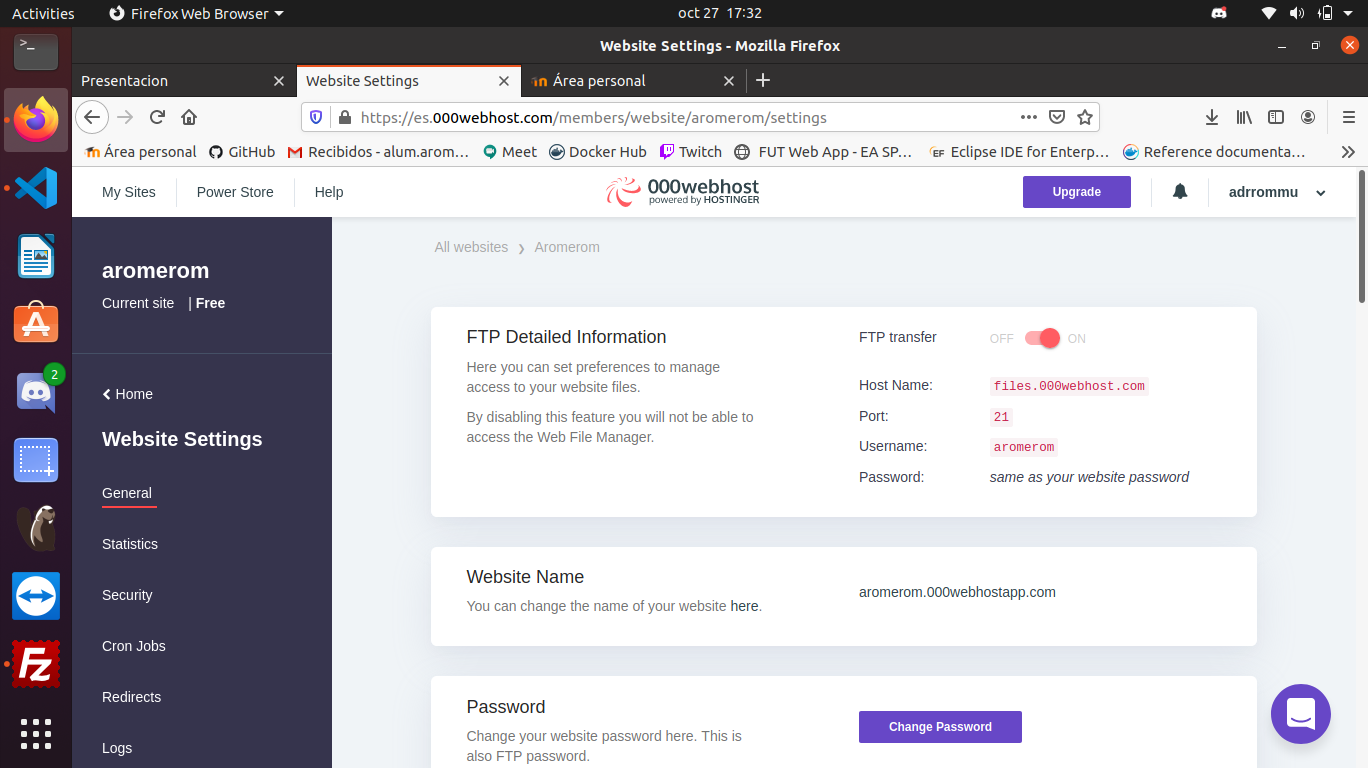 Activities
Firefox Web Browser
oct 27 17:32
Website Settings - Mozilla Firefox
Presentacion
Website Settings
Área personal
https://es.000webhost.com/members/website/aromerom/settings
Área personal
GitHub
Recibidos - alum.arom…
Meet
Docker Hub
Twitch
FUT Web App - EA SP…
EF
Eclipse IDE for Enterp…
Reference documenta…
My Sites
Power Store
Help
000webhost
powered by HOSTINGER
Upgrade
adrrommu
aromerom
Current site | Free
Home
Website Settings
General
Statistics
Security
Cron Jobs
Redirects
Logs
2
Fz
>_
All websites ❯ Aromerom
FTP Detailed Information
Here you can set preferences to manage
access to your website files.
By disabling this feature you will not be able to
access the Web File Manager.
FTP transfer
OFF
ON
Host Name:
files.000webhost.com
Port:
21
Username:
aromerom
Password:
same as your website password
Website Name
You can change the name of your website here.
aromerom.000webhostapp.com
Password
Change your website password here. This is
also FTP password.
Change Password